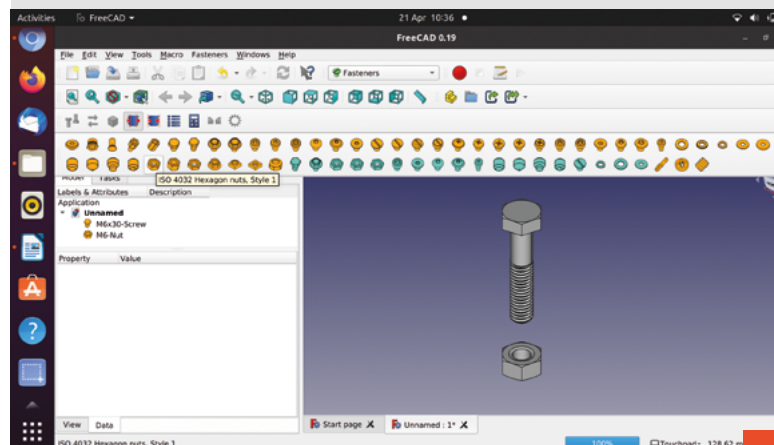 Activities FreeCAD 21 Apr 10:36
FreeCAD 0.19
File Edit View Tools Macro Fasteners Windows Help
Fasteners
ISO 4032 Hexagon nuts, Style 1
Model Tasks
Labels & Attributes Description
Application
Unnamed
M6x30-Screw
M6-Nut
Property Value
View Data
Start page Unnamed : 1*
ISO 4032 Hexagon nuts, Style 1 100% Touchpad 128.62 m